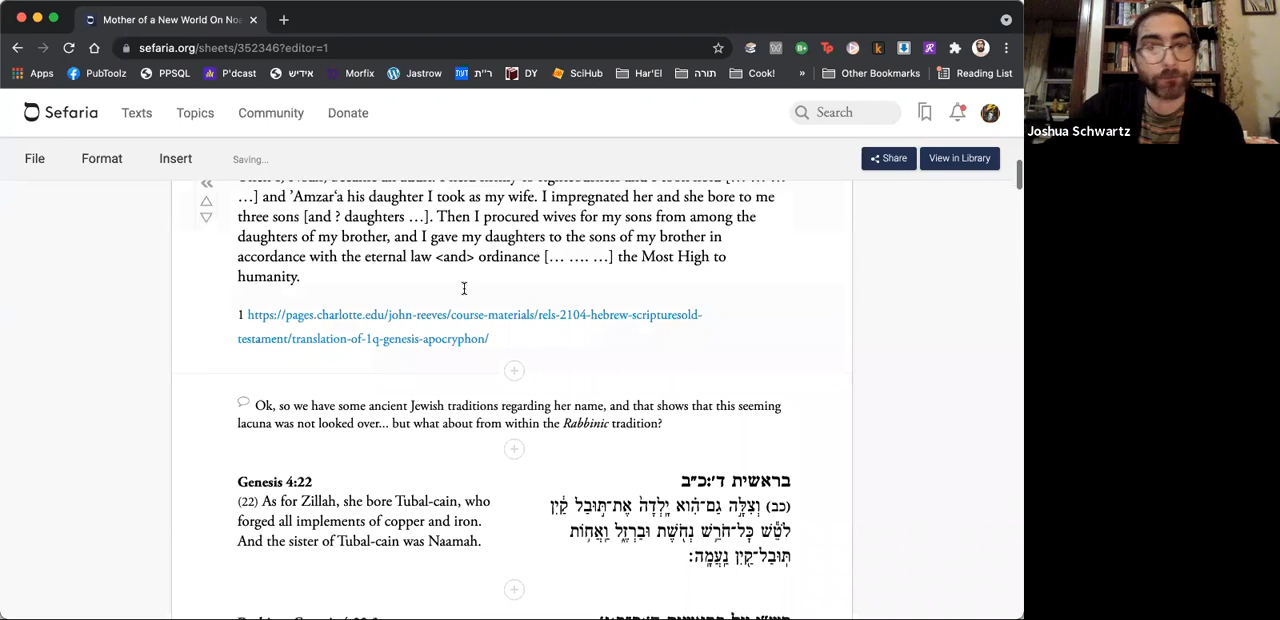 Mother of a New World On Noa
sefaria.org/sheets/352346?editor=1
Apps PubToolz PPSQL P'dcast אידיש Morfix Jastrow ר״ית DY SciHub Har'El תורה Cook! » Other Bookmarks Reading List
Sefaria Texts Topics Community Donate Search
File Format Insert Saving... Share View in Library
…] and ’Amzar‘a his daughter I took as my wife. I impregnated her and she bore to me
three sons [and ? daughters …]. Then I procured wives for my sons from among the
daughters of my brother, and I gave my daughters to the sons of my brother in
accordance with the eternal law <and> ordinance [… …. …] the Most High to
humanity.
1 https://pages.charlotte.edu/john-reeves/course-materials/rels-2104-hebrew-scripturesold-
testament/translation-of-1q-genesis-apocryphon/
Ok, so we have some ancient Jewish traditions regarding her name, and that shows that this seeming
lacuna was not looked over... but what about from within the Rabbinic tradition?
Genesis 4:22
(22) As for Zillah, she bore Tubal-cain, who
forged all implements of copper and iron.
And the sister of Tubal-cain was Naamah.
בראשית ד׳:כ״ב
(כב) וְצִלָּ֣ה גַם־הִ֗וא יָֽלְדָה֙ אֶת־תּ֣וּבַל קַ֔יִן
לֹטֵ֕שׁ כׇּל־חֹרֵ֥שׁ נְחֹ֖שֶׁת וּבַרְזֶ֑ל וַֽאֲח֥וֹת
תּֽוּבַל־קַ֖יִן נַֽעֲמָֽה׃
Joshua Schwartz